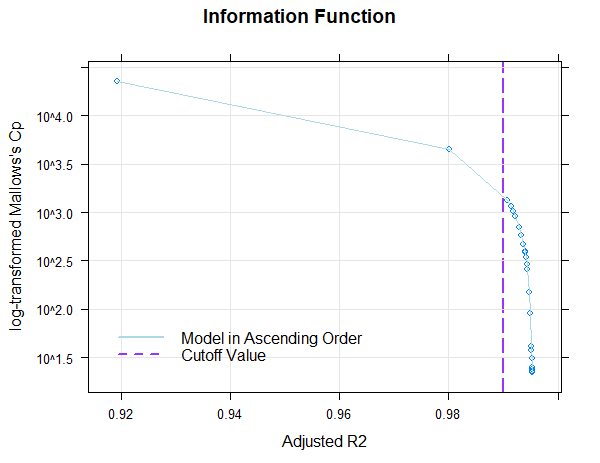 Information Function
log-transformed Mallows's Cp
10^4.0
10^3.5
10^3.0
10^2.5
10^2.0
10^1.5
Model in Ascending Order
Cutoff Value
0.92 0.94 0.96 0.98
Adjusted R2